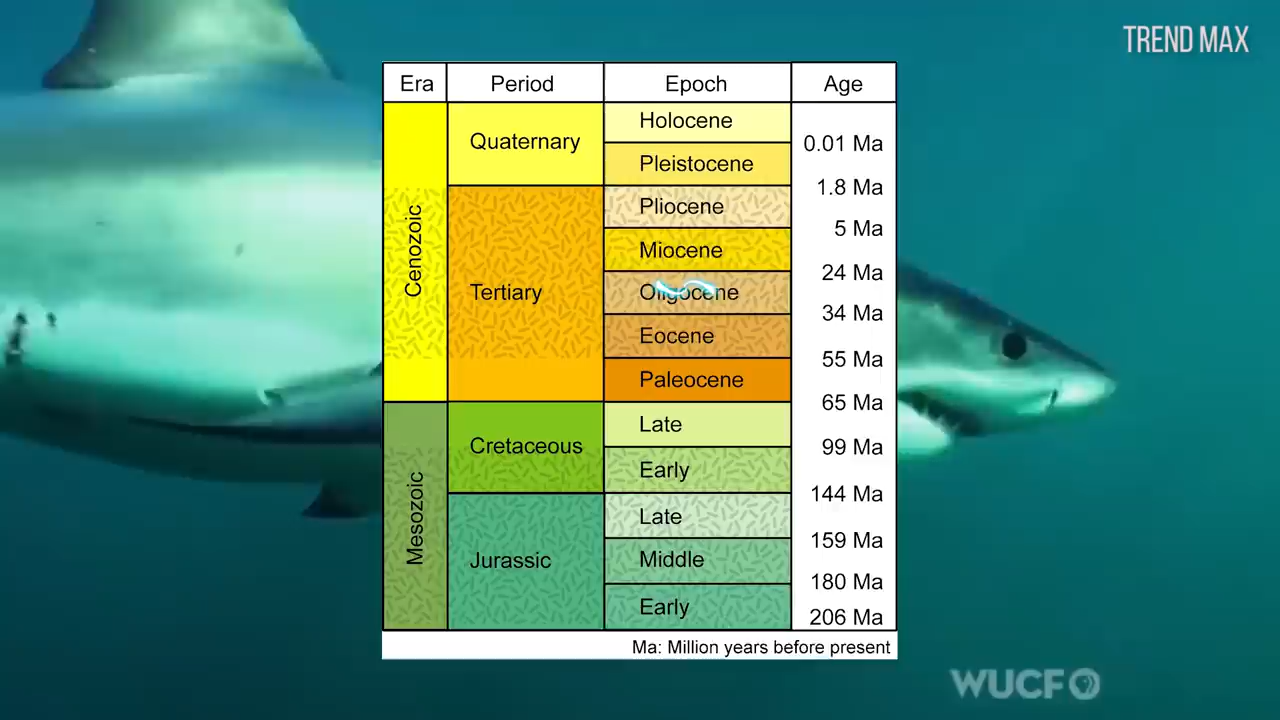 TREND MAX
Era Period Epoch Age
Cenozoic
Quaternary
Holocene
0.01 Ma
Pleistocene
1.8 Ma
Tertiary
Pliocene
5 Ma
Miocene
24 Ma
Oligocene
34 Ma
Eocene
55 Ma
Paleocene
65 Ma
Mesozoic
Cretaceous
Late
99 Ma
Early
144 Ma
Jurassic
Late
159 Ma
Middle
180 Ma
Early
206 Ma
Ma: Million years before present
WUCF